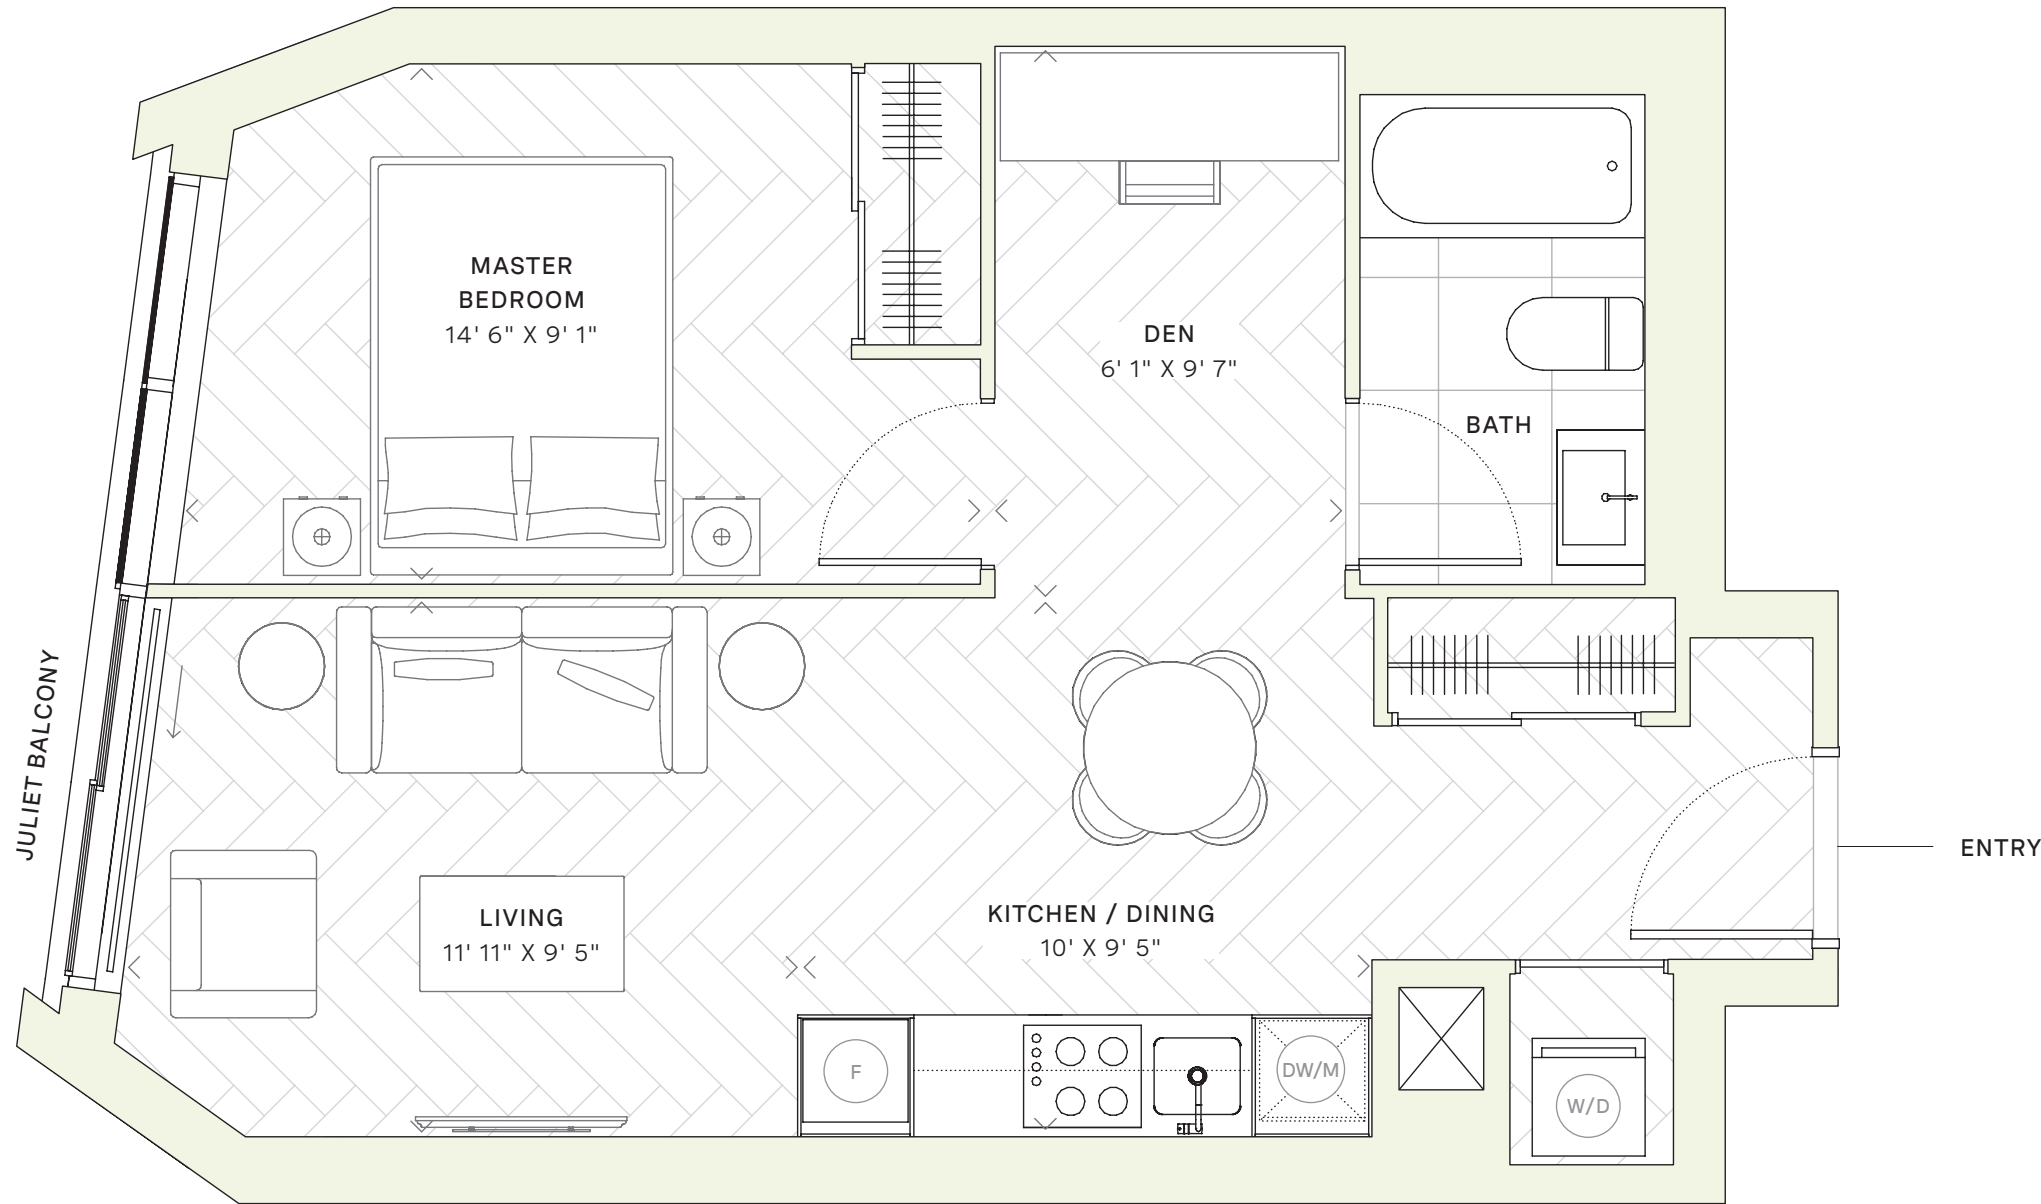 MASTER
BEDROOM
14' 6" X 9' 1"
DEN
6' 1" X 9' 7"
BATH
JULIET BALCONY
ENTRY
LIVING
11' 11" X 9' 5"
KITCHEN / DINING
10' X 9' 5"
F
DW/M
W/D